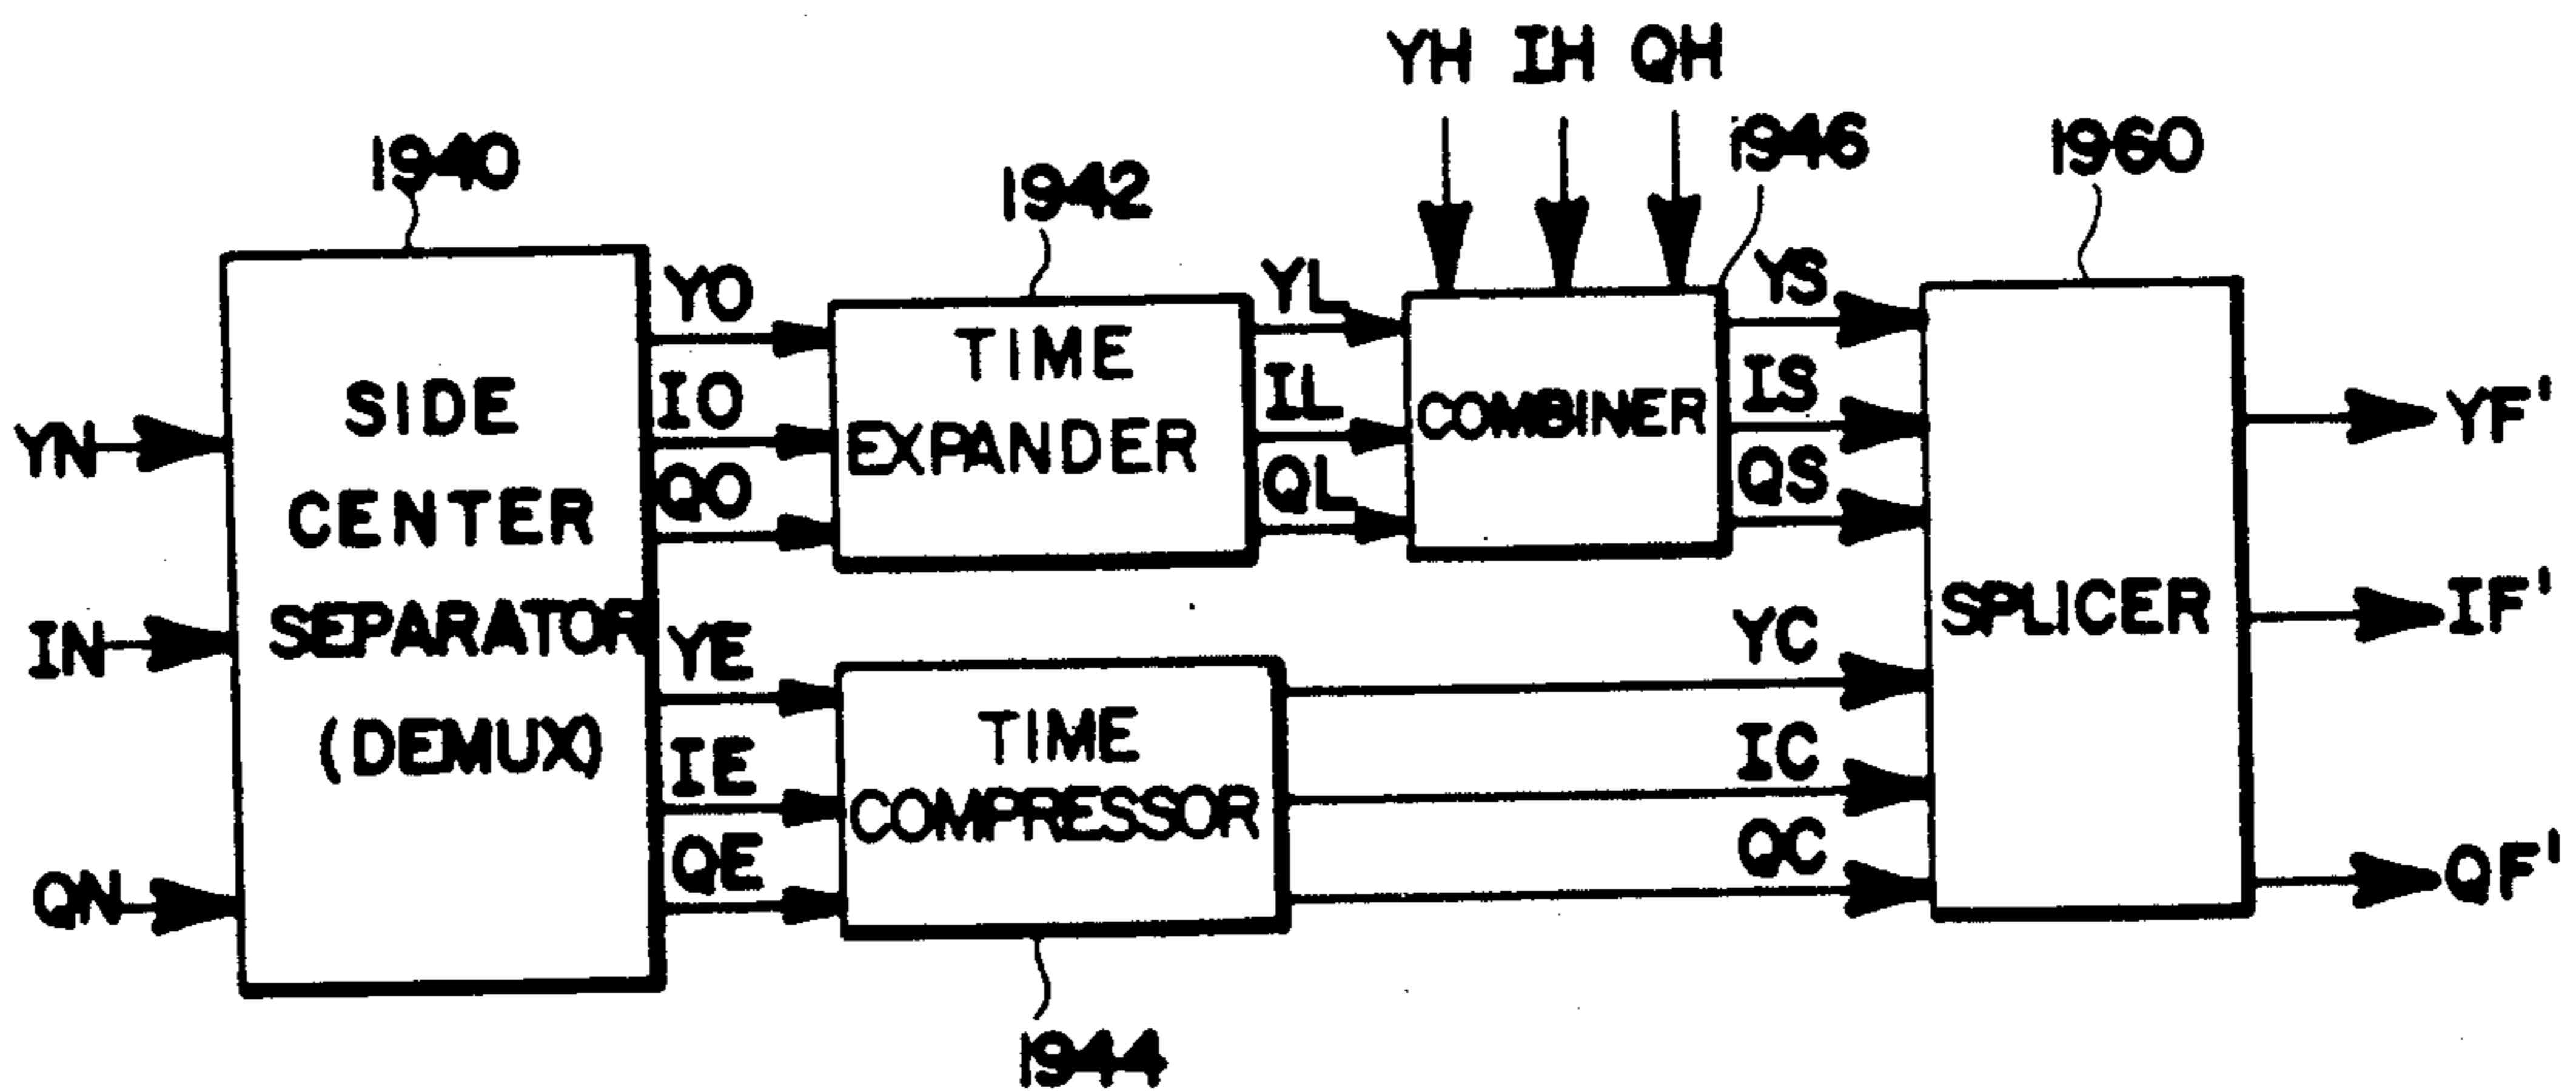 YH IH QH
1940
1942
1946
1960
YN
IN
QN
SIDE
CENTER
SEPARATOR
(DEMUX)
YO
IO
QO
YE
IE
QE
TIME
EXPANDER
TIME
COMPRESSOR
1944
YL
IL
QL
COMBINER
YS
IS
QS
YC
IC
QC
SPLICER
YF'
IF'
QF'